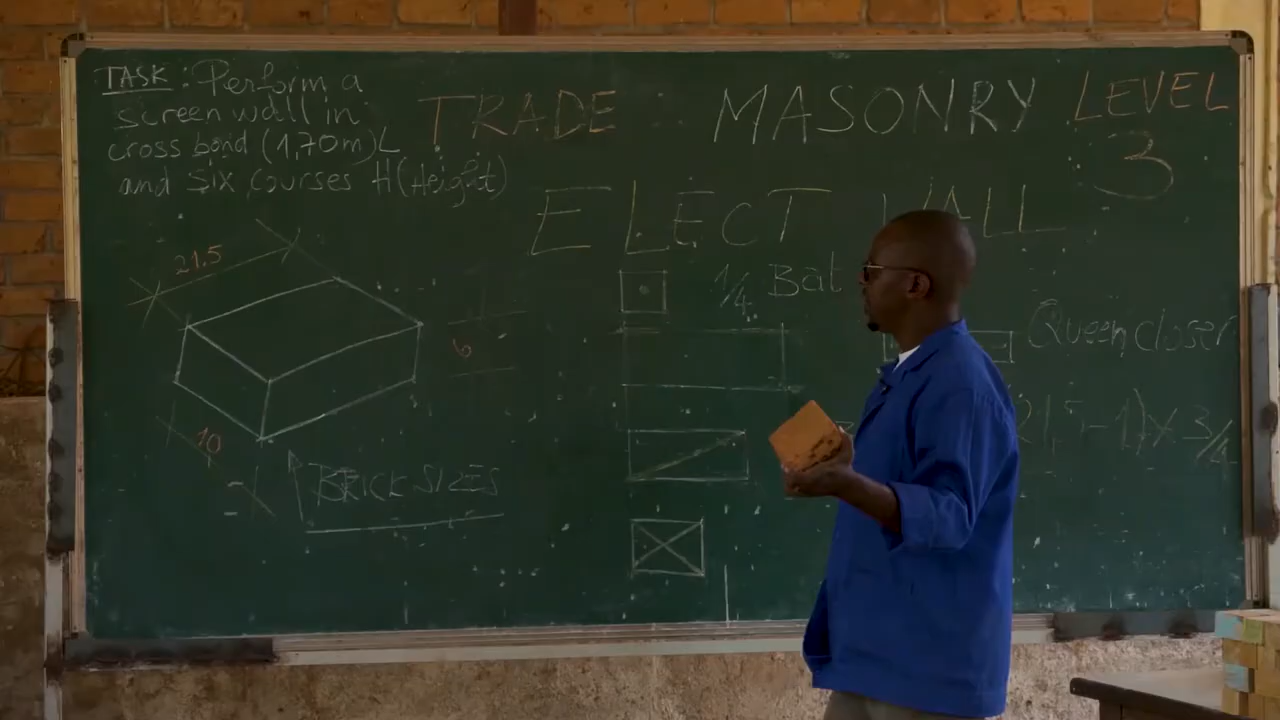 TASK: Perform a
screen wall in
cross bond (1,70m)L
and six courses H(Height)
TRADE : MASONRY LEVEL
3
ELECT WALL
21.5
6
10
BRICK SIZES
1/4 Bat
Queen closer
21,5-1)x 3/4